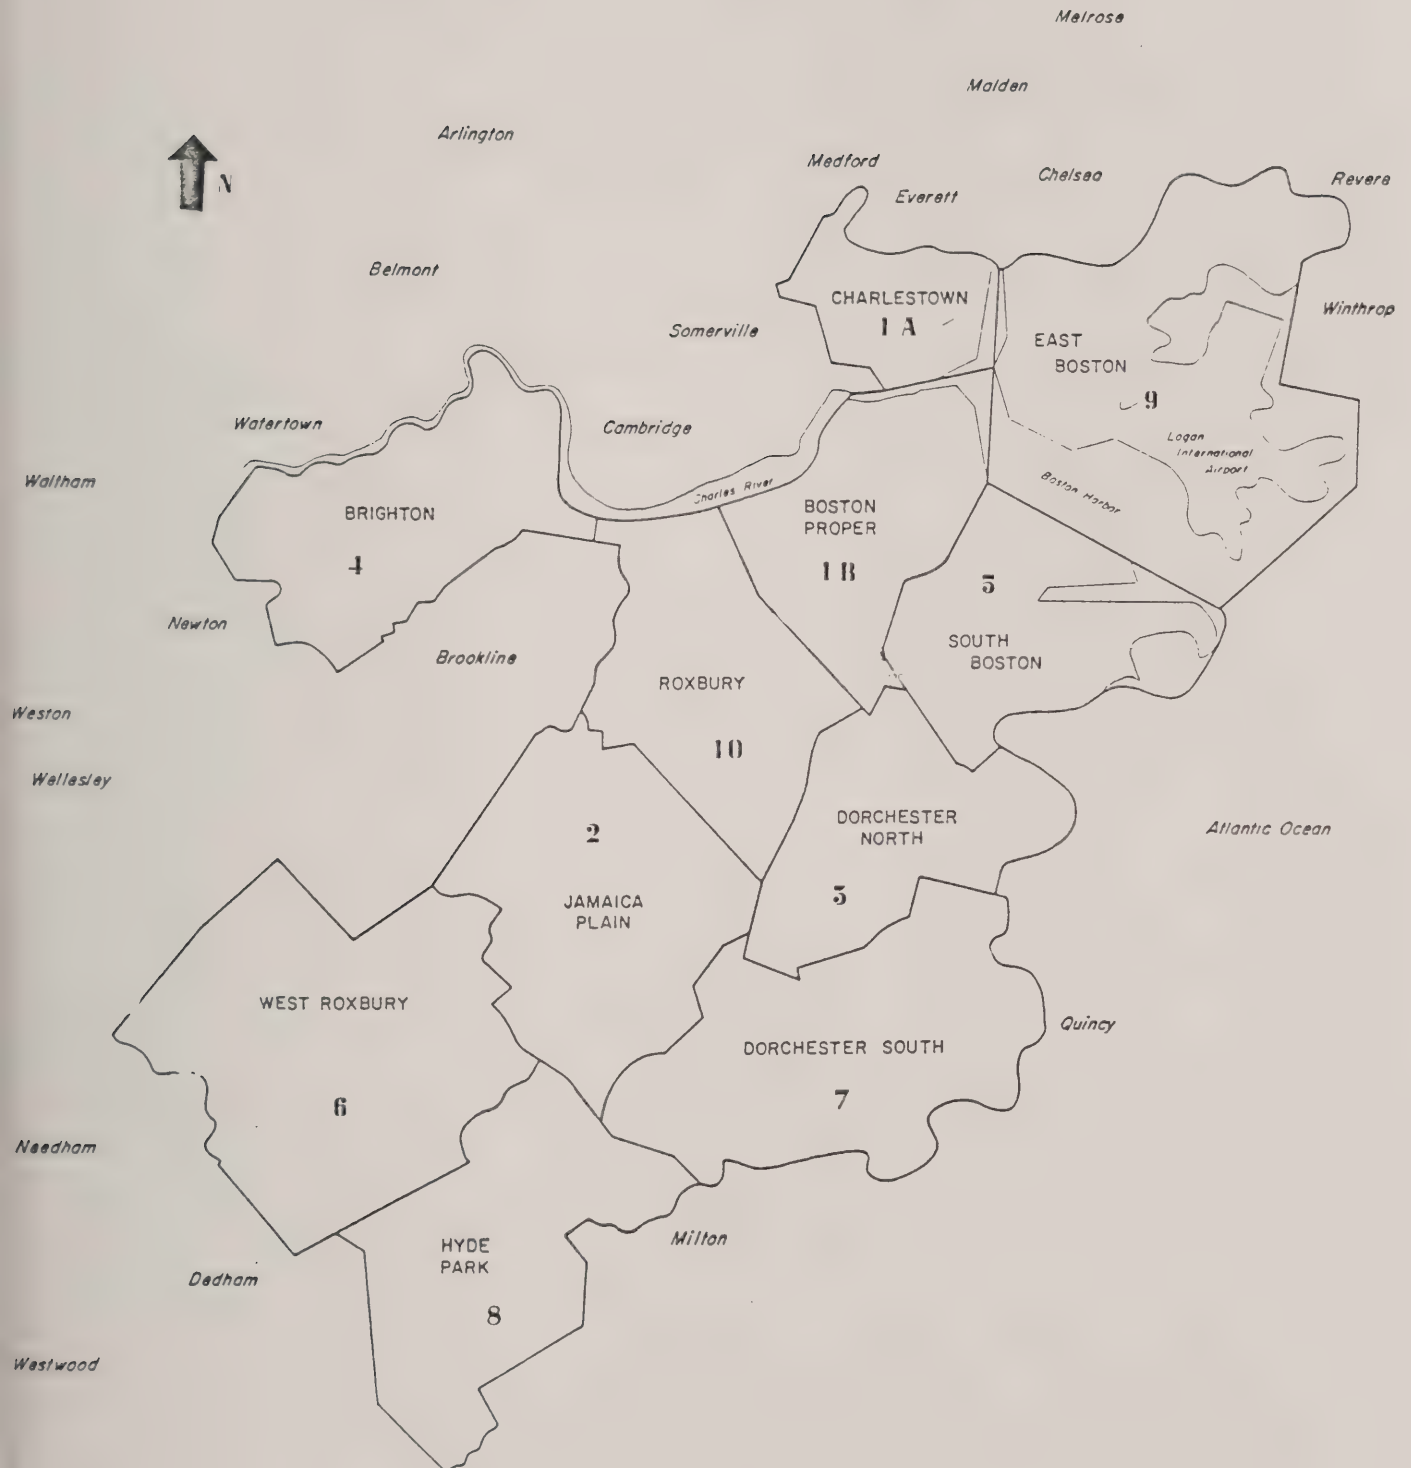 Melrose
Malden
Arlington
Medford
Everett
Chelsea
Revere
N
Belmont
CHARLESTOWN
1A
Somerville
Winthrop
EAST
BOSTON
9
Watertown
Cambridge
Logan
International
Airport
Waltham
Charles River
Boston Harbor
BRIGHTON
4
BOSTON
PROPER
1B
5
SOUTH
BOSTON
Newton
Brookline
ROXBURY
10
Weston
Wellesley
2
JAMAICA
PLAIN
DORCHESTER
NORTH
3
Atlantic Ocean
WEST ROXBURY
6
DORCHESTER SOUTH
7
Quincy
Needham
HYDE
PARK
8
Milton
Dedham
Westwood